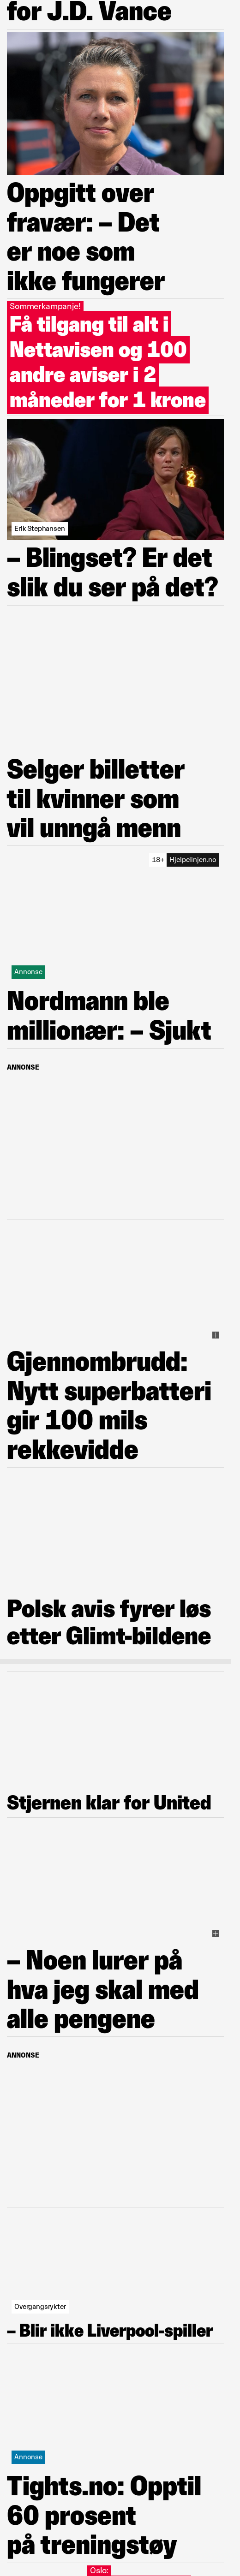 for J.D. Vance
Oppgitt over
fravær: – Det
er noe som
ikke fungerer
Sommerkampanje!
Få tilgang til alt i
Nettavisen og 100
andre aviser i 2
måneder for 1 krone
Erik Stephansen
– Blingset? Er det
slik du ser på det?
Selger billetter
til kvinner som
vil unngå menn
18+ Hjelpelinjen.no
Annonse
Nordmann ble
millionær: – Sjukt
ANNONSE
Gjennombrudd:
Nytt superbatteri
gir 100 mils
rekkevidde
Polsk avis fyrer løs
etter Glimt-bildene
Stjernen klar for United
– Noen lurer på
hva jeg skal med
alle pengene
ANNONSE
Overgangsrykter
– Blir ikke Liverpool-spiller
Annonse
Tights.no: Opptil
60 prosent
på treningstøy
Oslo: